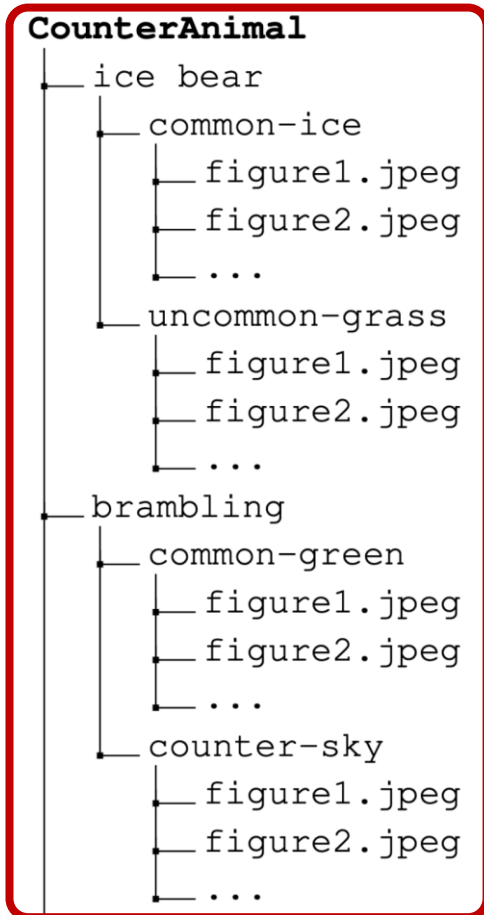 CounterAnimal
ice bear
common-ice
figure1.jpeg
figure2.jpeg
...
uncommon-grass
figure1.jpeg
figure2.jpeg
...
brambling
common-green
figure1.jpeg
figure2.jpeg
...
counter-sky
figure1.jpeg
figure2.jpeg
...